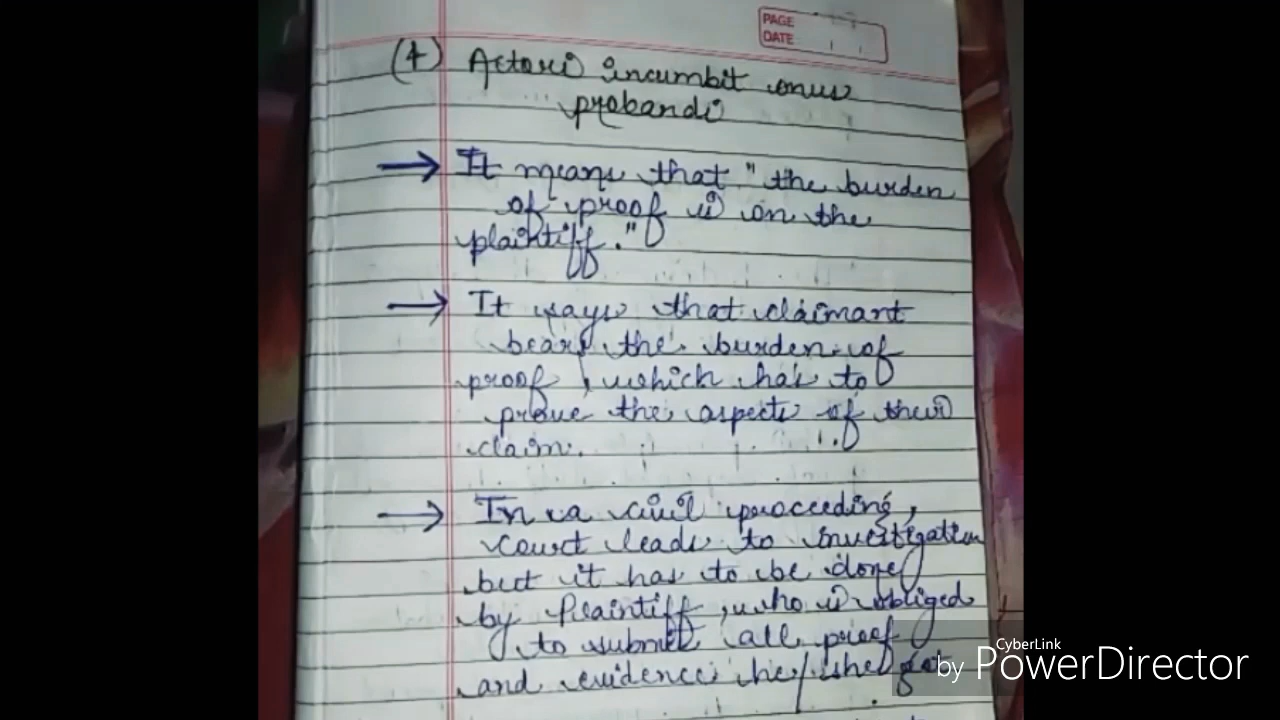 PAGE
DATE
(4) Actori incumbit onus
probandi
→ It means that "the burden
of proof is on the
plaintiff."
→ It says that claimant
bears the burden of
proof, which has to
prove the aspects of their
claim.
→ In a civil proceeding,
court leads to investigation
but it has to be done
by Plaintiff, who is obliged
to submit all proof
and evidence he/she got
CyberLink
by PowerDirector